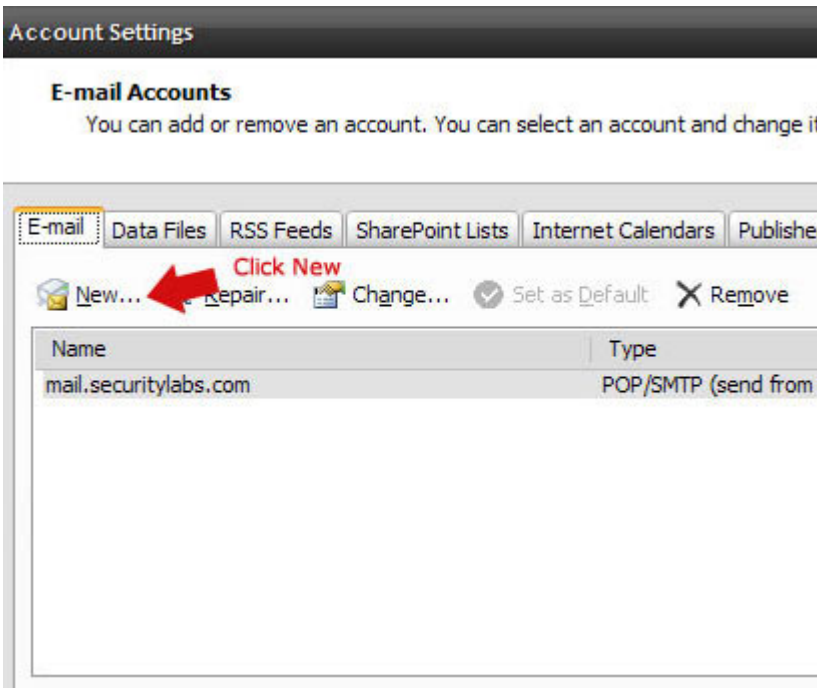 Account Settings
E-mail Accounts
You can add or remove an account. You can select an account and change
E-mail Data Files RSS Feeds SharePoint Lists Internet Calendars Publishe
Click New
New... Repair... Change... Set as Default Remove
Name Type
mail.securitylabs.com POP/SMTP (send from